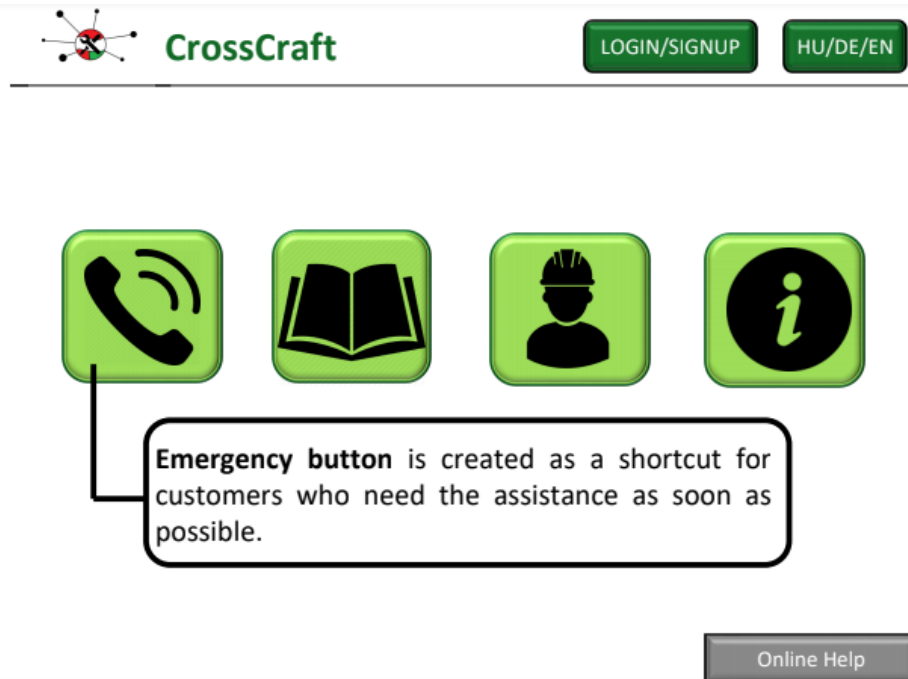 CrossCraft
LOGIN/SIGNUP
HU/DE/EN
i
Emergency button is created as a shortcut for
customers who need the assistance as soon as
possible.
Online Help